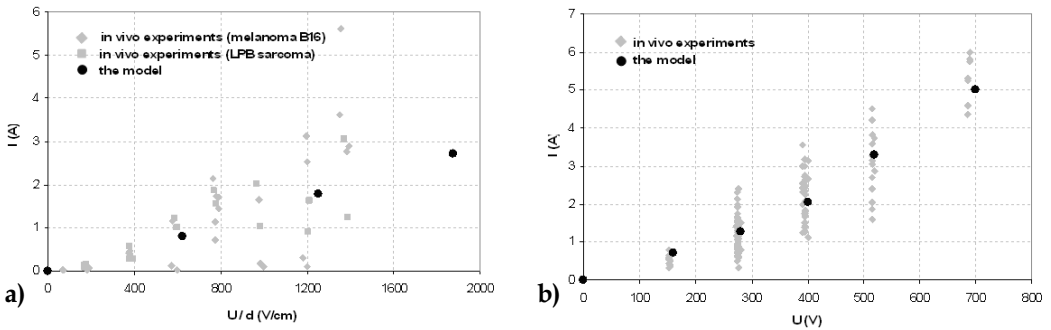 6
5
4
3
2
1
0
I (A)
in vivo experiments (melanoma B16)
in vivo experiments (LPB sarcoma)
the model
0
400
800
1200
1600
2000
U / d (V/cm)
a)
7
6
5
4
3
2
1
0
I (A)
in vivo experiments
the model
0
100
200
300
400
500
600
700
800
U (V)
b)